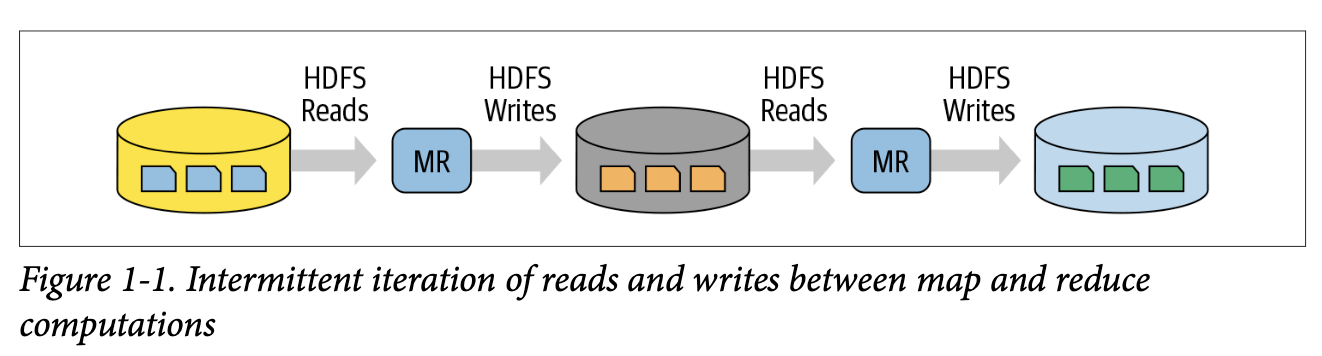 HDFS
Reads
HDFS
Writes
HDFS
Reads
HDFS
Writes
MR
MR
Figure 1-1. Intermittent iteration of reads and writes between map and reduce
computations